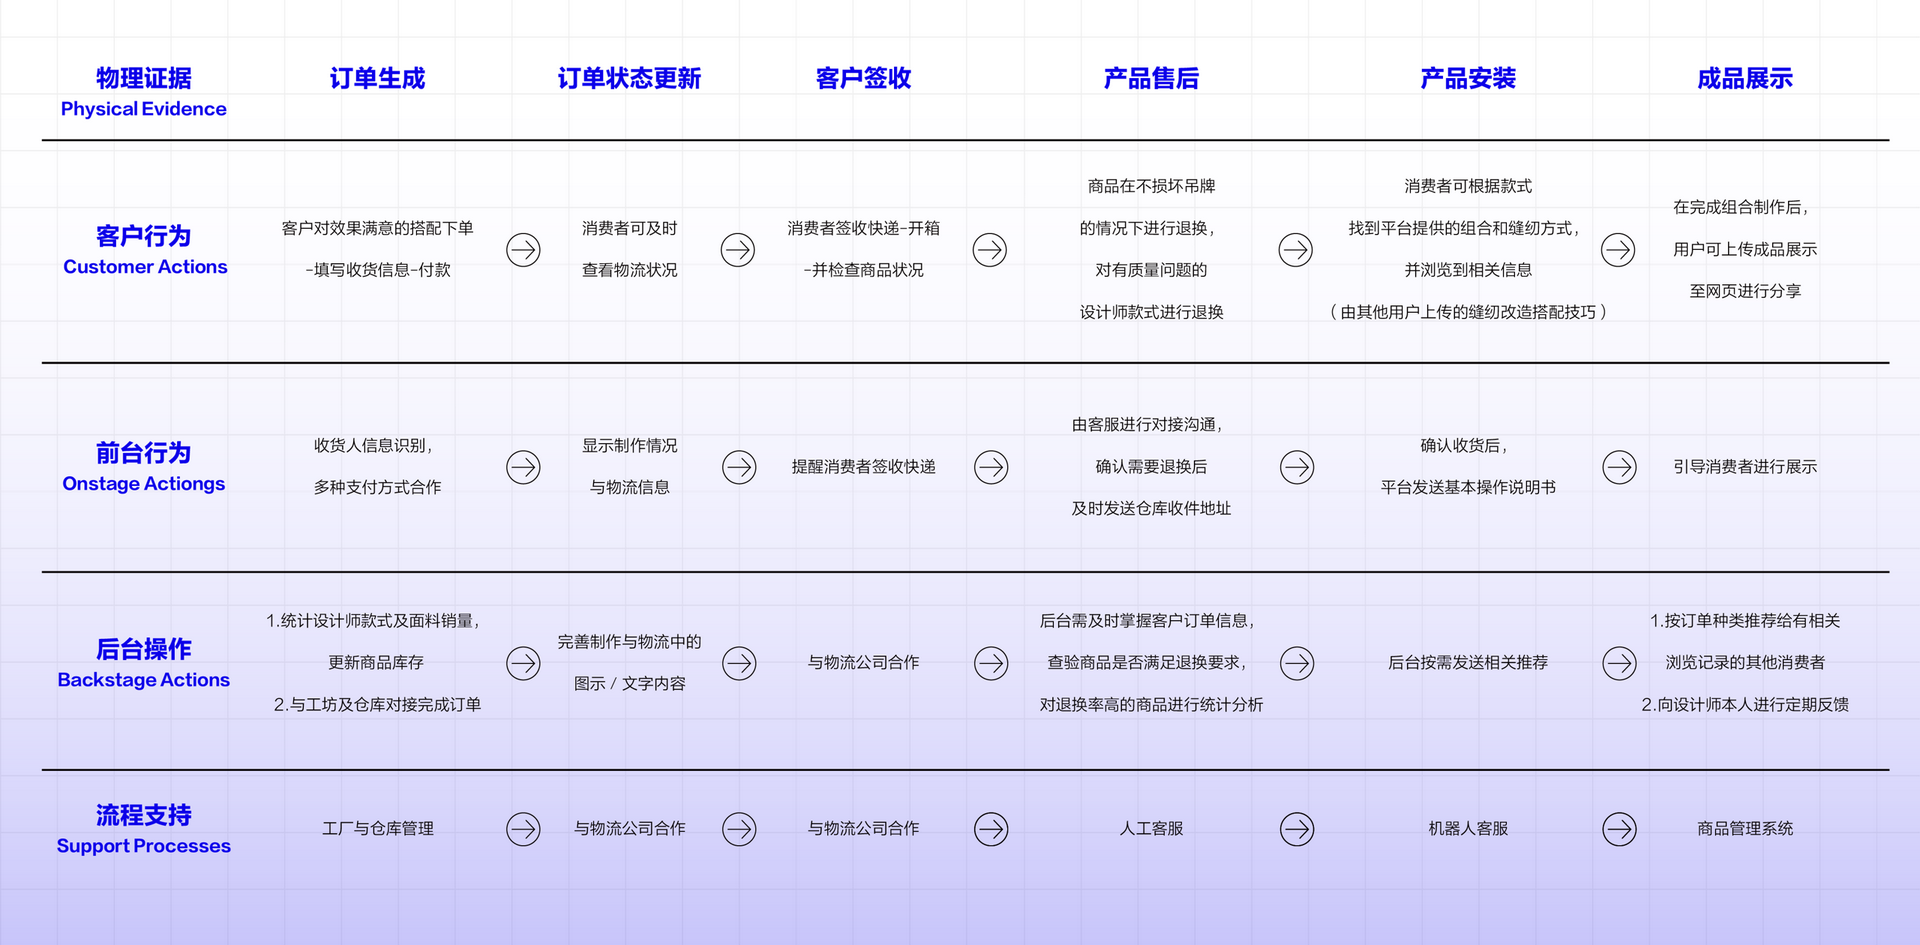 物理证据
Physical Evidence
订单生成
订单状态更新
客户签收
产品售后
产品安装
成品展示
客户行为
Customer Actions
客户对效果满意的搭配下单
-填写收货信息-付款
消费者可及时
查看物流状况
消费者签收快递-开箱
-并检查商品状况
商品在不损坏吊牌
的情况下进行退换，
对有质量问题的
设计师款式进行退换
消费者可根据款式
找到平台提供的组合和缝纫方式，
并浏览到相关信息
（由其他用户上传的缝纫改造搭配技巧）
在完成组合制作后，
用户可上传成品展示
至网页进行分享
前台行为
Onstage Actiongs
收货人信息识别，
多种支付方式合作
显示制作情况
与物流信息
提醒消费者签收快递
由客服进行对接沟通，
确认需要退换后
及时发送仓库收件地址
确认收货后，
平台发送基本操作说明书
引导消费者进行展示
后台操作
Backstage Actions
1.统计设计师款式及面料销量，
更新商品库存
2.与工坊及仓库对接完成订单
完善制作与物流中的
图示 / 文字内容
与物流公司合作
后台需及时掌握客户订单信息，
查验商品是否满足退换要求，
对退换率高的商品进行统计分析
后台按需发送相关推荐
1.按订单种类推荐给有相关
浏览记录的其他消费者
2.向设计师本人进行定期反馈
流程支持
Support Processes
工厂与仓库管理
与物流公司合作
与物流公司合作
人工客服
机器人客服
商品管理系统